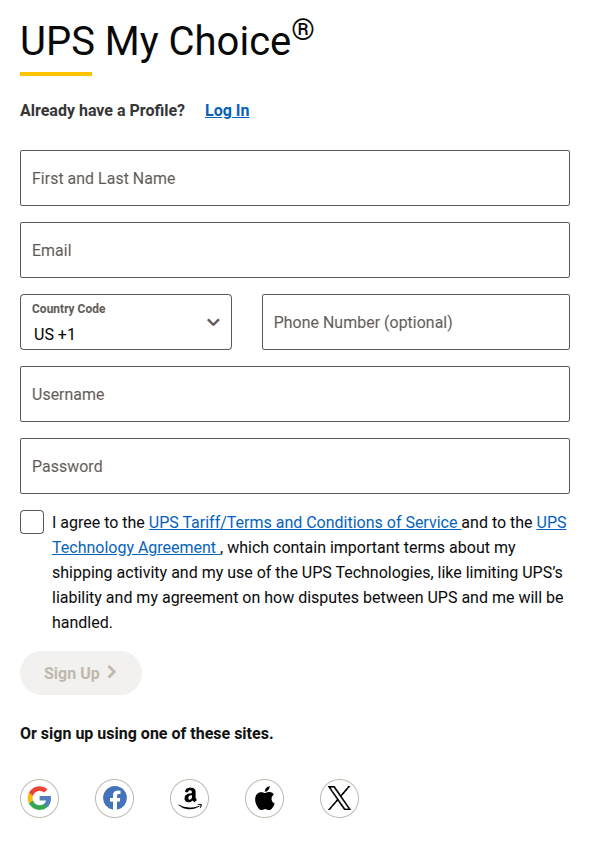 UPS My Choice®
Already have a Profile? Log In
First and Last Name
Email
Country Code
US +1
Phone Number (optional)
Username
Password
I agree to the UPS Tariff/Terms and Conditions of Service and to the UPS
Technology Agreement , which contain important terms about my
shipping activity and my use of the UPS Technologies, like limiting UPS’s
liability and my agreement on how disputes between UPS and me will be
handled.
Sign Up
Or sign up using one of these sites.